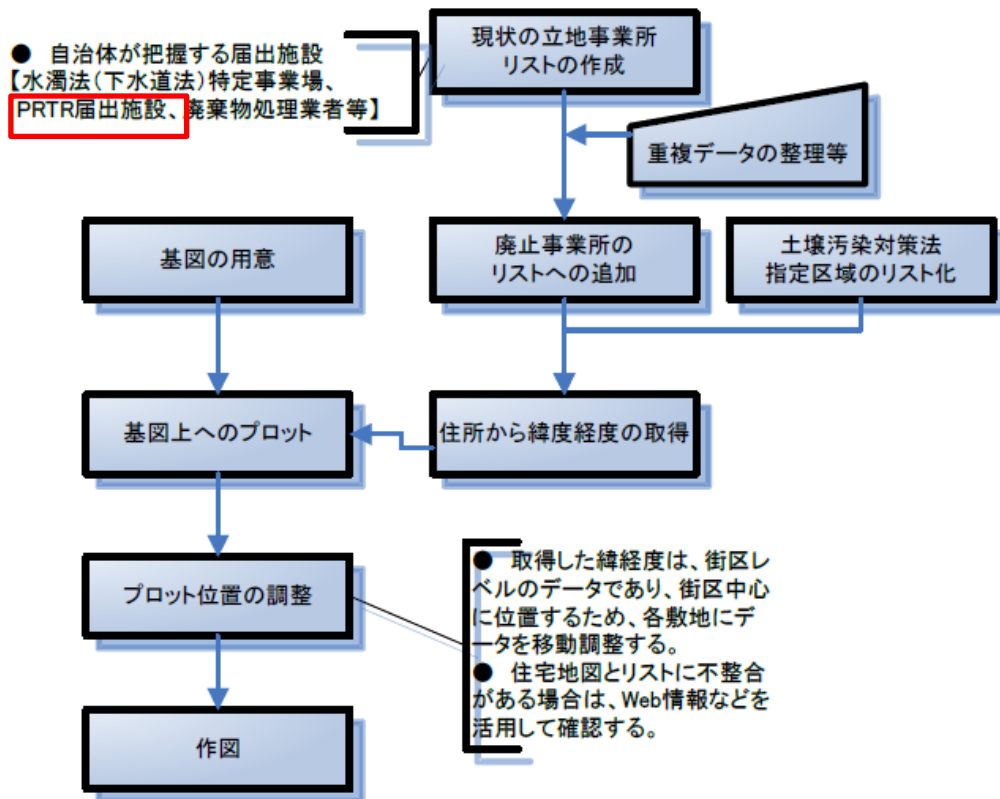 現状の立地事業所
リストの作成
● 自治体が把握する届出施設
【水濁法(下水道法)特定事業場、
PRTR届出施設、廃棄物処理業者等】
重複データの整理等
基図の用意
廃止事業所の
リストへの追加
土壌汚染対策法
指定区域のリスト化
基図上へのプロット
住所から緯度経度の取得
プロット位置の調整
● 取得した緯経度は、街区レ
ベルのデータであり、街区中心
に位置するため、各敷地にデ
ータを移動調整する。
● 住宅地図とリストに不整合
がある場合は、Web情報などを
活用して確認する。
作図